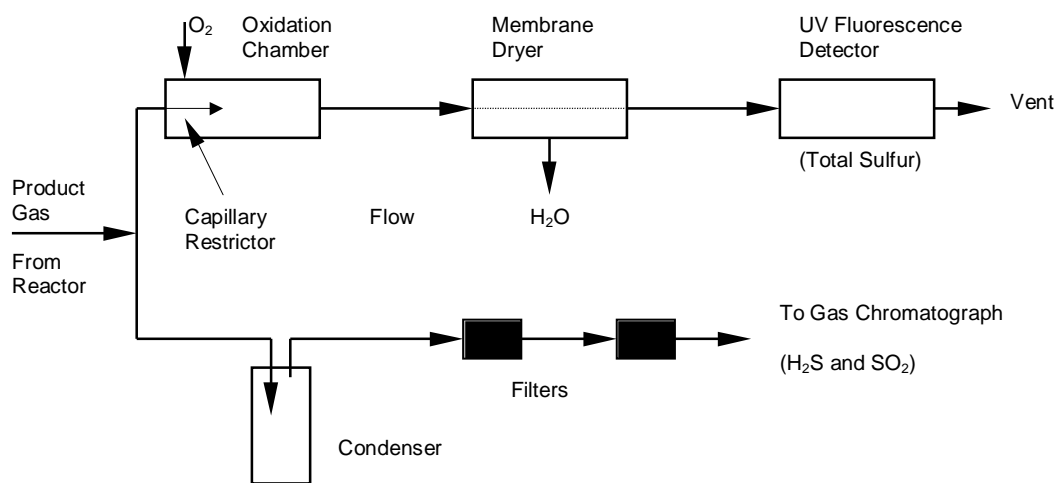 O₂
Oxidation
Chamber
Membrane
Dryer
UV Fluorescence
Detector
Vent
(Total Sulfur)
Product
Gas
From
Reactor
Capillary
Restrictor
Flow
H₂O
To Gas Chromatograph
(H₂S and SO₂)
Filters
Condenser